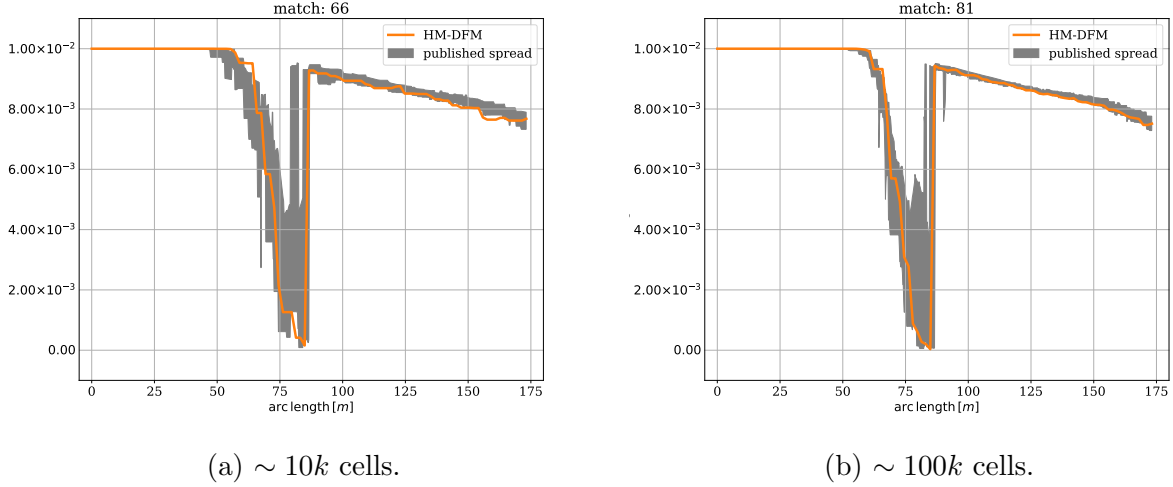 match: 66
HM-DFM
published spread
1.00×10⁻²
8.00×10⁻³
6.00×10⁻³
4.00×10⁻³
2.00×10⁻³
0.00
0 25 50 75 100 125 150 175
arc length [m]
(a) ∼ 10k cells.
match: 81
HM-DFM
published spread
1.00×10⁻²
8.00×10⁻³
6.00×10⁻³
4.00×10⁻³
2.00×10⁻³
0.00
0 25 50 75 100 125 150 175
arc length [m]
(b) ∼ 100k cells.